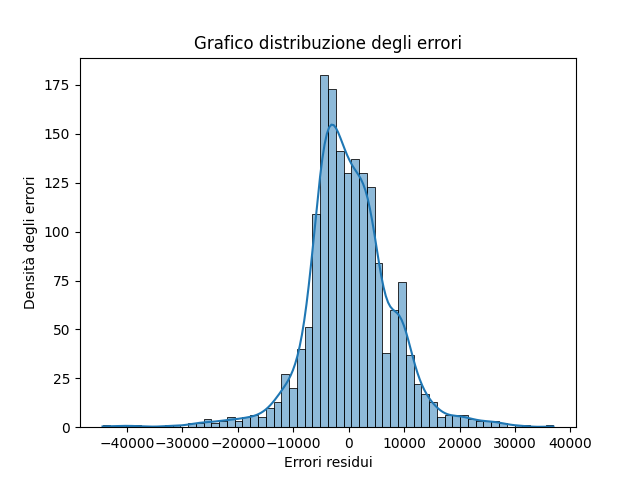 Grafico distribuzione degli errori
Densità degli errori
175
150
125
100
75
50
25
0
−40000 −30000 −20000 −10000 0 10000 20000 30000 40000
Errori residui